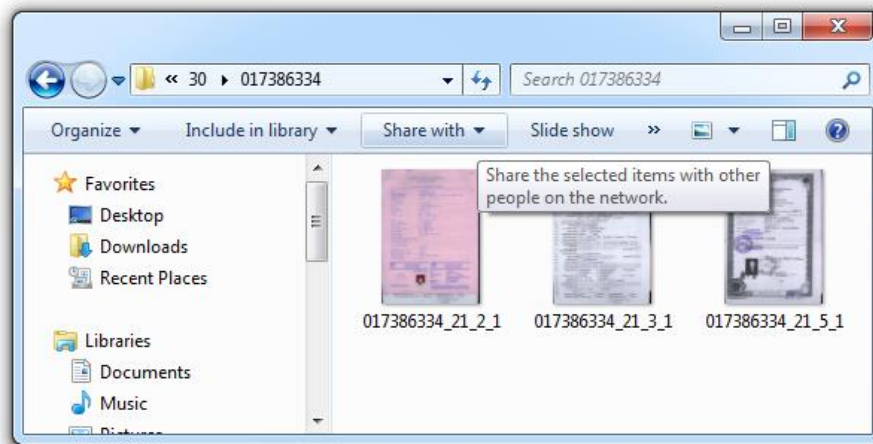 « 30 ▸ 017386334
Search 017386334
Organize
Include in library
Share with
Slide show
»
Share the selected items with other
people on the network.
Favorites
Desktop
Downloads
Recent Places
Libraries
Documents
Music
Pictures
017386334_21_2_1
017386334_21_3_1
017386334_21_5_1